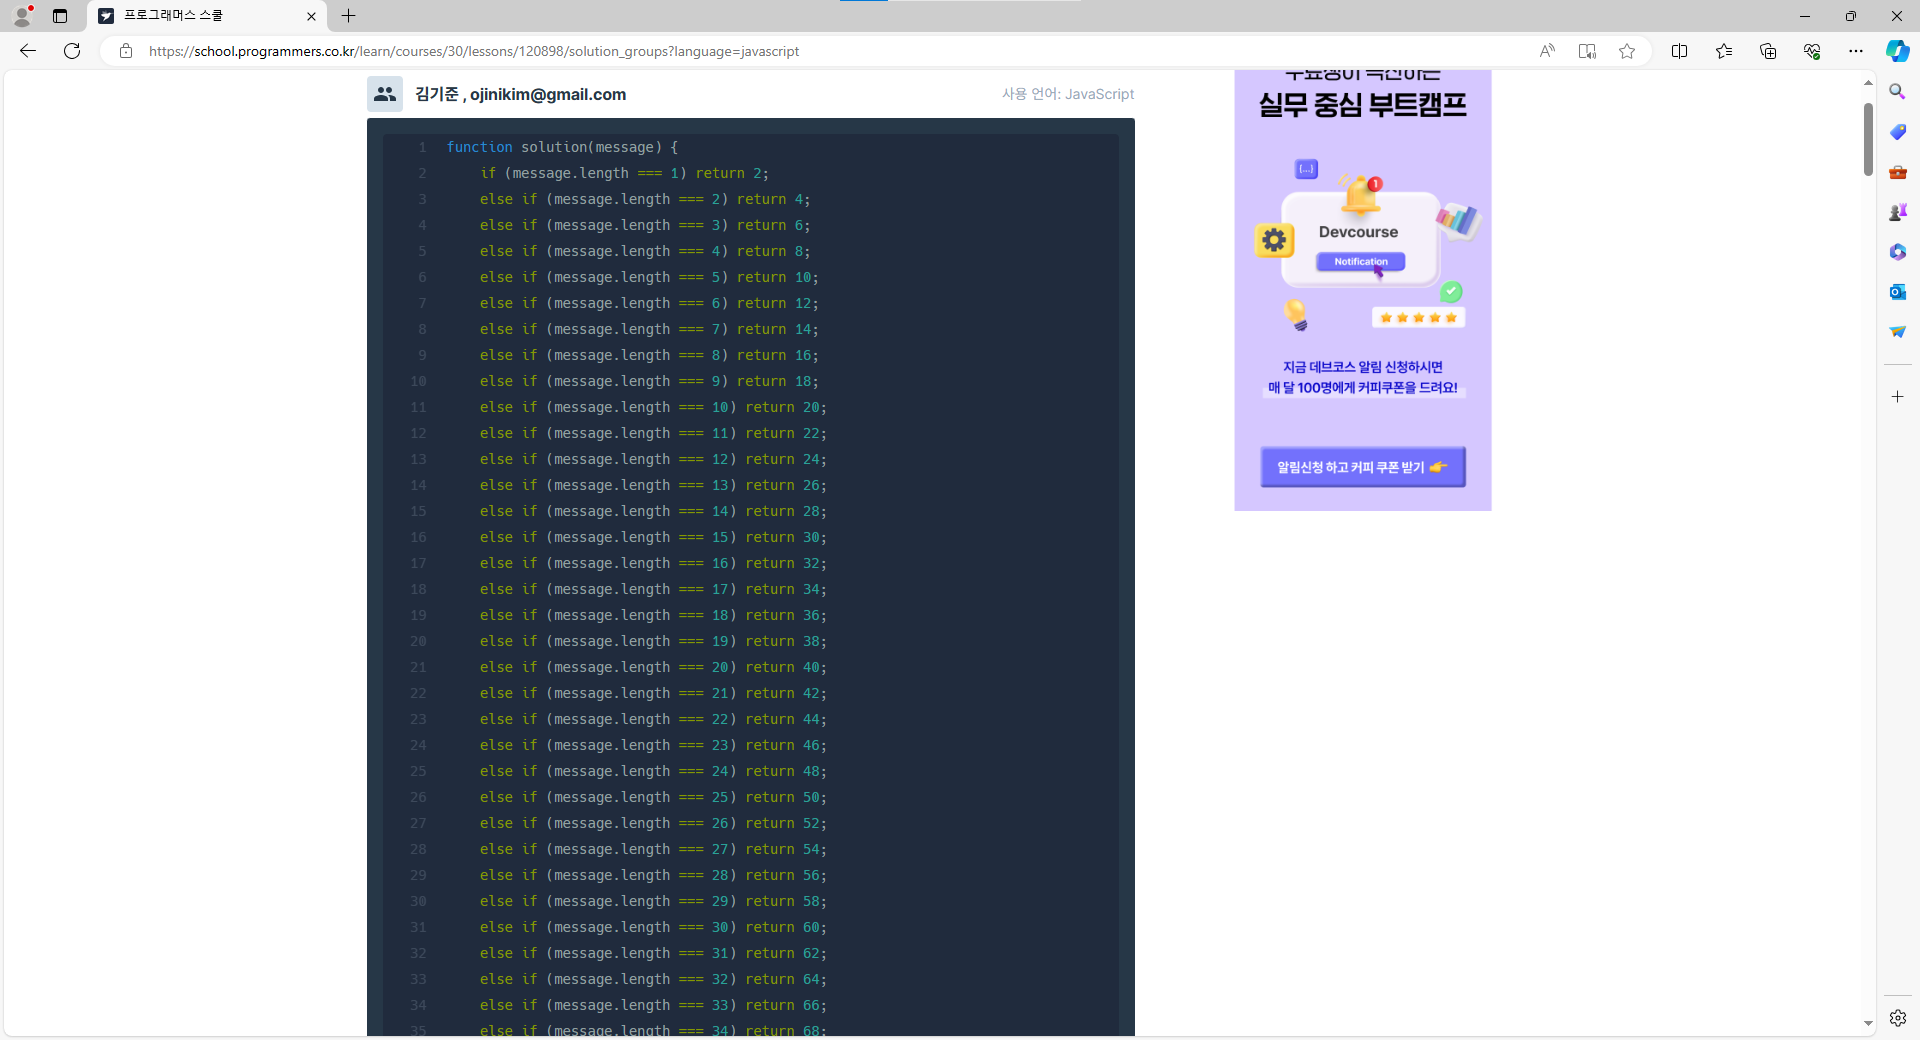 프로그래머스 스쿨
https://school.programmers.co.kr/learn/courses/30/lessons/120898/solution_groups?language=javascript
김기준 , ojinikim@gmail.com
사용 언어: JavaScript
1 function solution(message) {
2 if (message.length === 1) return 2;
3 else if (message.length === 2) return 4;
4 else if (message.length === 3) return 6;
5 else if (message.length === 4) return 8;
6 else if (message.length === 5) return 10;
7 else if (message.length === 6) return 12;
8 else if (message.length === 7) return 14;
9 else if (message.length === 8) return 16;
10 else if (message.length === 9) return 18;
11 else if (message.length === 10) return 20;
12 else if (message.length === 11) return 22;
13 else if (message.length === 12) return 24;
14 else if (message.length === 13) return 26;
15 else if (message.length === 14) return 28;
16 else if (message.length === 15) return 30;
17 else if (message.length === 16) return 32;
18 else if (message.length === 17) return 34;
19 else if (message.length === 18) return 36;
20 else if (message.length === 19) return 38;
21 else if (message.length === 20) return 40;
22 else if (message.length === 21) return 42;
23 else if (message.length === 22) return 44;
24 else if (message.length === 23) return 46;
25 else if (message.length === 24) return 48;
26 else if (message.length === 25) return 50;
27 else if (message.length === 26) return 52;
28 else if (message.length === 27) return 54;
29 else if (message.length === 28) return 56;
30 else if (message.length === 29) return 58;
31 else if (message.length === 30) return 60;
32 else if (message.length === 31) return 62;
33 else if (message.length === 32) return 64;
34 else if (message.length === 33) return 66;
35 else if (message.length === 34) return 68;
실무 중심 부트캠프
{...}
1
Devcourse
Notification
지금 데브코스 알림 신청하시면
매 달 100명에게 커피쿠폰을 드려요!
알림신청 하고 커피 쿠폰 받기 👉